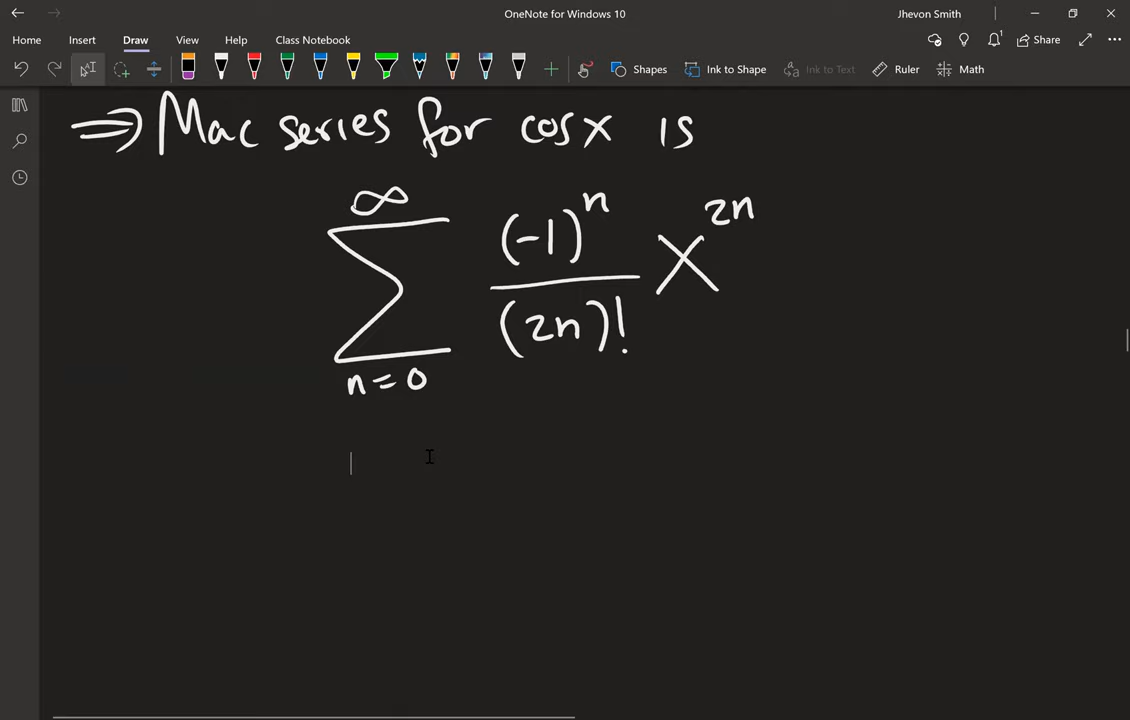 OneNote for Windows 10
Jhevon Smith
Home Insert Draw View Help Class Notebook
Share
Shapes Ink to Shape Ink to Text Ruler Math
⇒ Mac series for cos x is
∞
∑ (-1)^n / (2n)! x^2n
n = 0